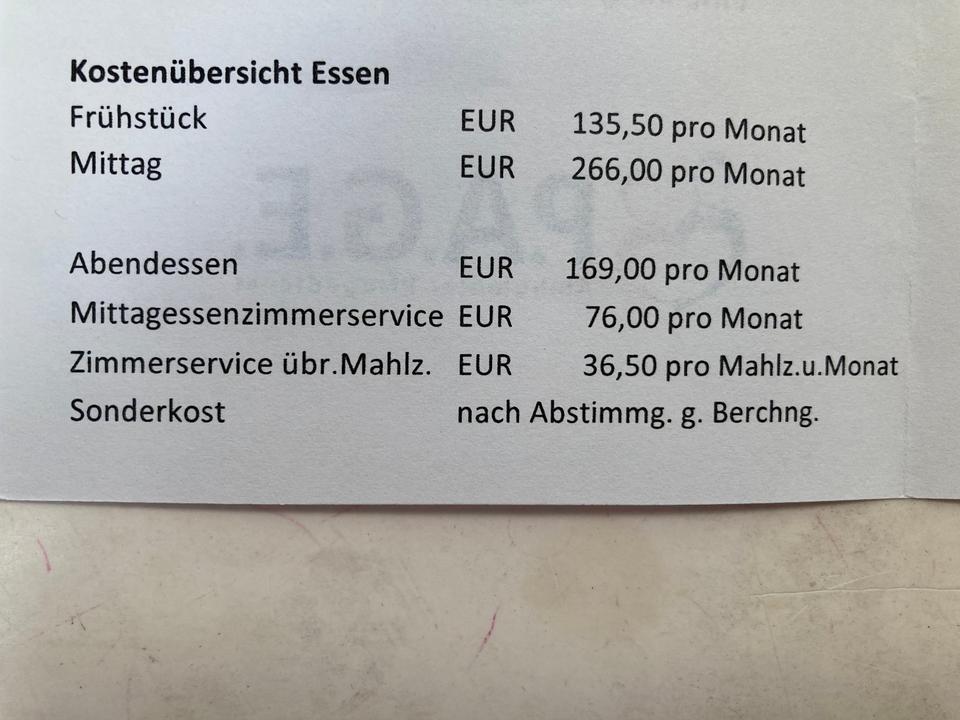 Kostenübersicht Essen
Frühstück EUR 135,50 pro Monat
Mittag EUR 266,00 pro Monat
Abendessen EUR 169,00 pro Monat
Mittagessenzimmerservice EUR 76,00 pro Monat
Zimmerservice übr.Mahlz. EUR 36,50 pro Mahlz.u.Monat
Sonderkost nach Abstimmg. g. Berchng.